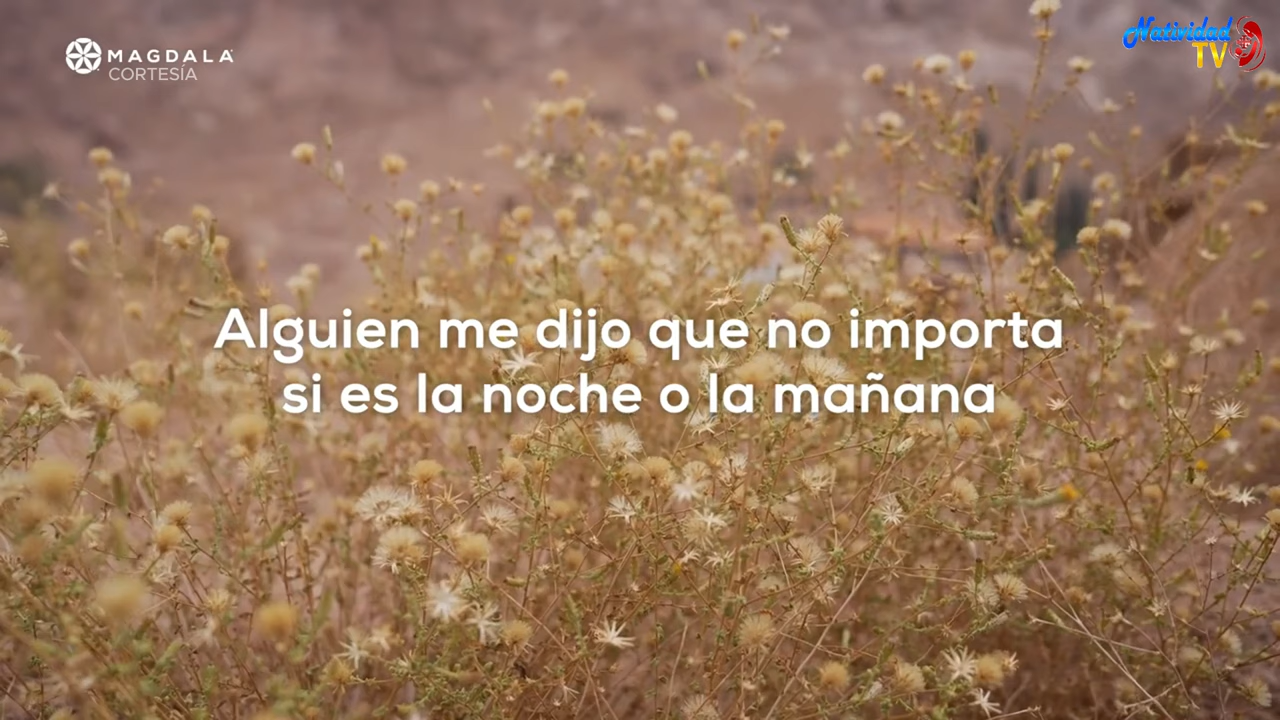 MAGDALA
CORTESÍA
Natividad
TV
Alguien me dijo que no importa
si es la noche o la mañana